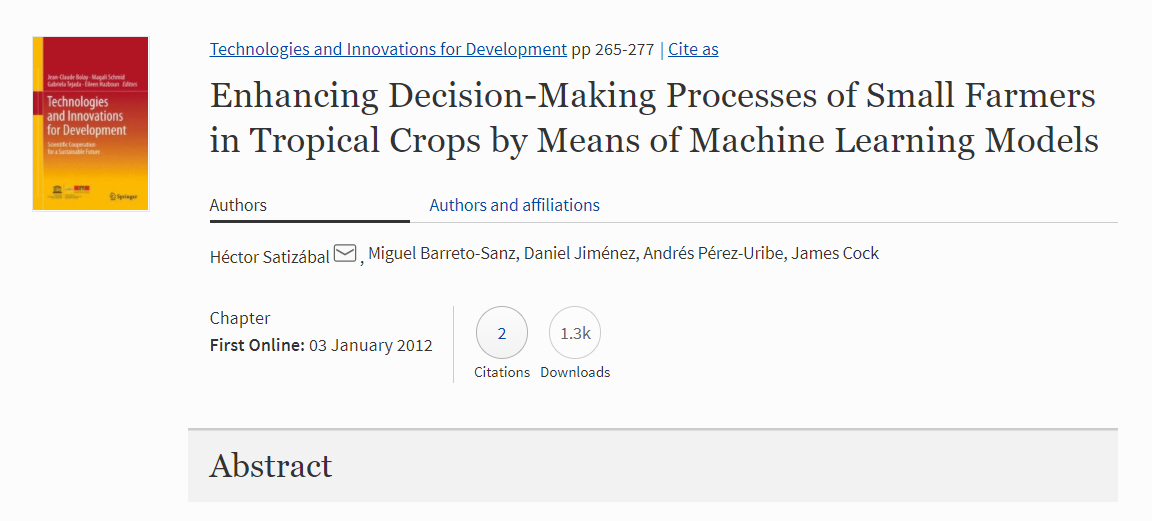 Jean-Claude Bolay · Magali Schmid
Gabriela Tejada · Eileen Hazboun Editors
Technologies
and Innovations
for Development
Scientific Cooperation
for a Sustainable Future
Springer
Technologies and Innovations for Development pp 265-277 | Cite as
Enhancing Decision-Making Processes of Small Farmers
in Tropical Crops by Means of Machine Learning Models
Authors
Authors and affiliations
Héctor Satizábal , Miguel Barreto-Sanz, Daniel Jiménez, Andrés Pérez-Uribe, James Cock
Chapter
First Online: 03 January 2012
2
Citations
1.3k
Downloads
Abstract